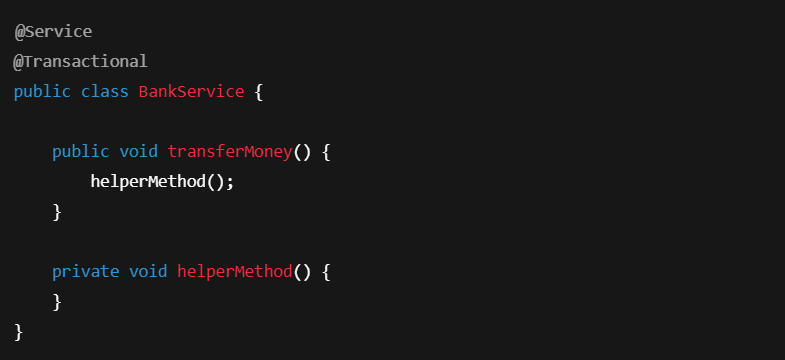 @Service
@Transactional
public class BankService {
    public void transferMoney() {
        helperMethod();
    }
    private void helperMethod() {
    }
}